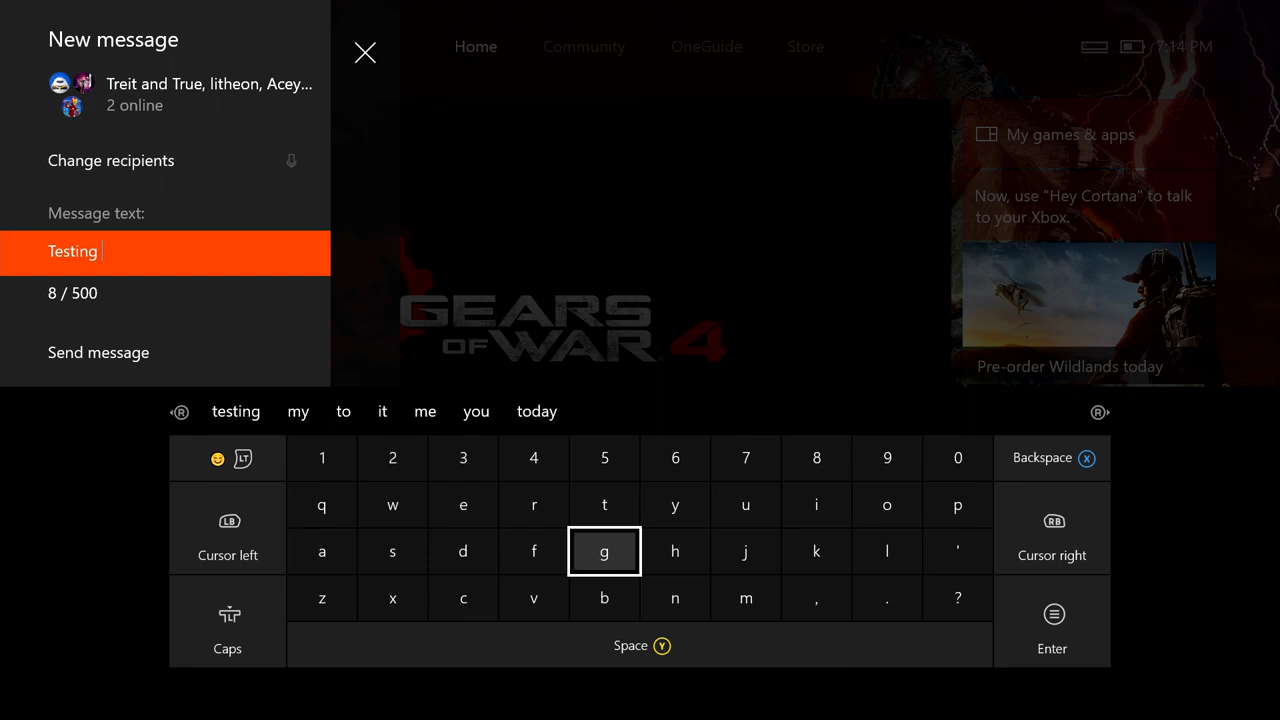 New message
Treit and True, litheon, Acey...
2 online
Change recipients
Message text:
Testing
8 / 500
Send message
Home Community OneGuide Store
7:14 PM
My games & apps
Now, use "Hey Cortana" to talk
to your Xbox.
GEARS
OF WAR 4
Pre-order Wildlands today
R testing my to it me you today R
LT 1 2 3 4 5 6 7 8 9 0 Backspace X
LB q w e r t y u i o p RB
Cursor left a s d f g h j k l ' Cursor right
LT z x c v b n m , . ?
Caps Space Y Enter